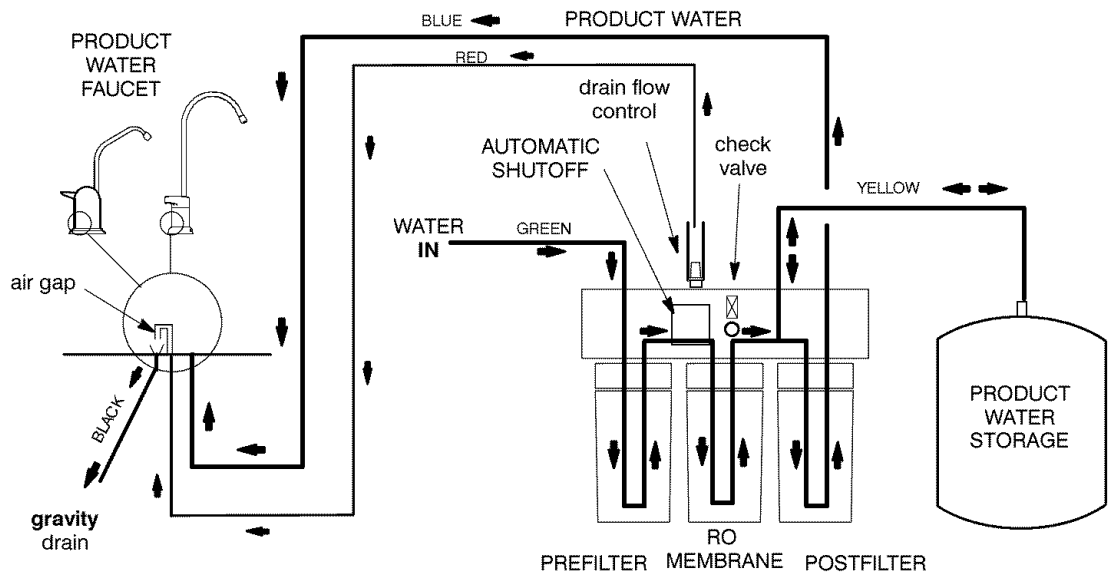 BLUE
PRODUCT WATER
PRODUCT
WATER
FAUCET
RED
drain flow
control
AUTOMATIC
SHUTOFF
check
valve
YELLOW
WATER
IN
GREEN
air gap
BLACK
PRODUCT
WATER
STORAGE
gravity
drain
PREFILTER
RO
MEMBRANE
POSTFILTER